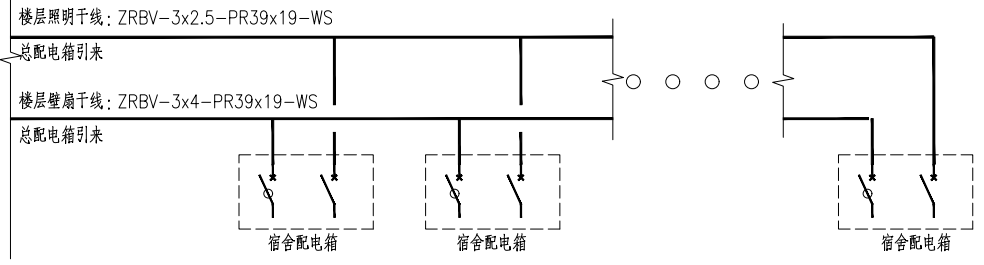 楼层照明干线: ZRBV-3x2.5-PR39x19-WS
总配电箱引来
楼层壁扇干线: ZRBV-3x4-PR39x19-WS
总配电箱引来
宿舍配电箱
宿舍配电箱
宿舍配电箱